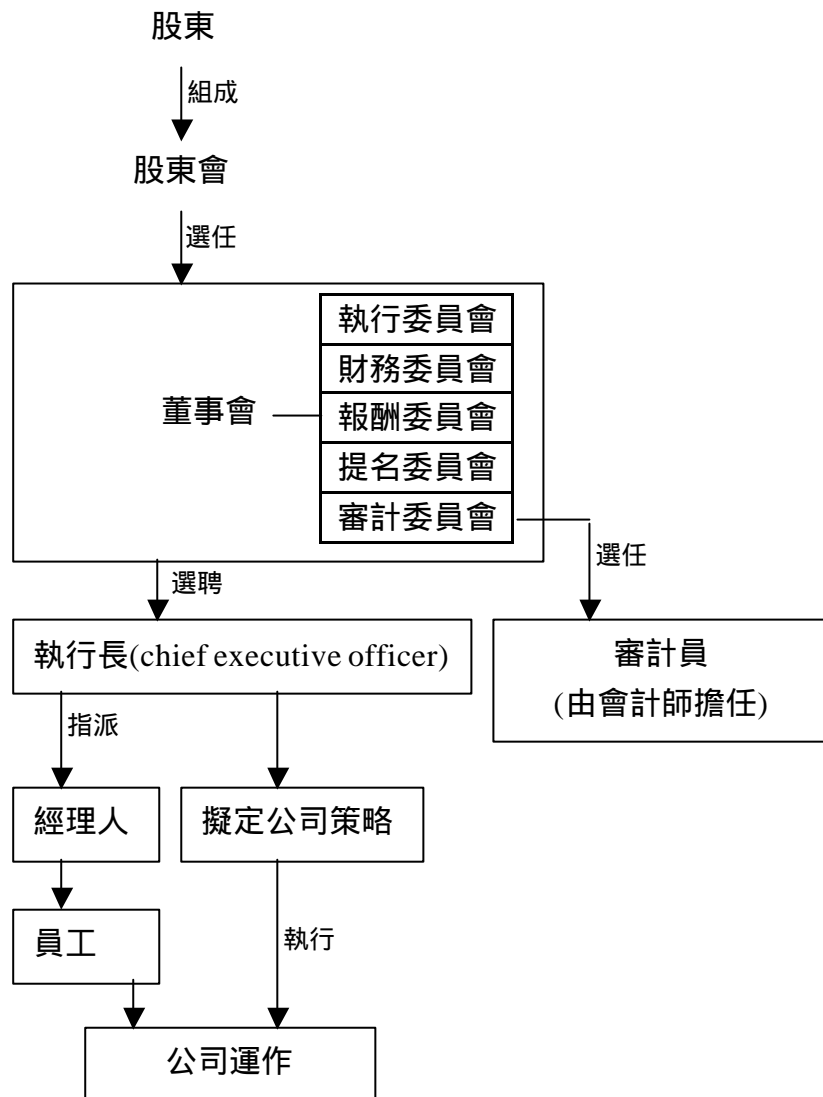 股東
組成
股東會
選任
執行委員會
財務委員會
董事會
報酬委員會
提名委員會
審計委員會
選任
選聘
執行長(chief executive officer)
審計員
(由會計師擔任)
指派
經理人
擬定公司策略
員工
執行
公司運作